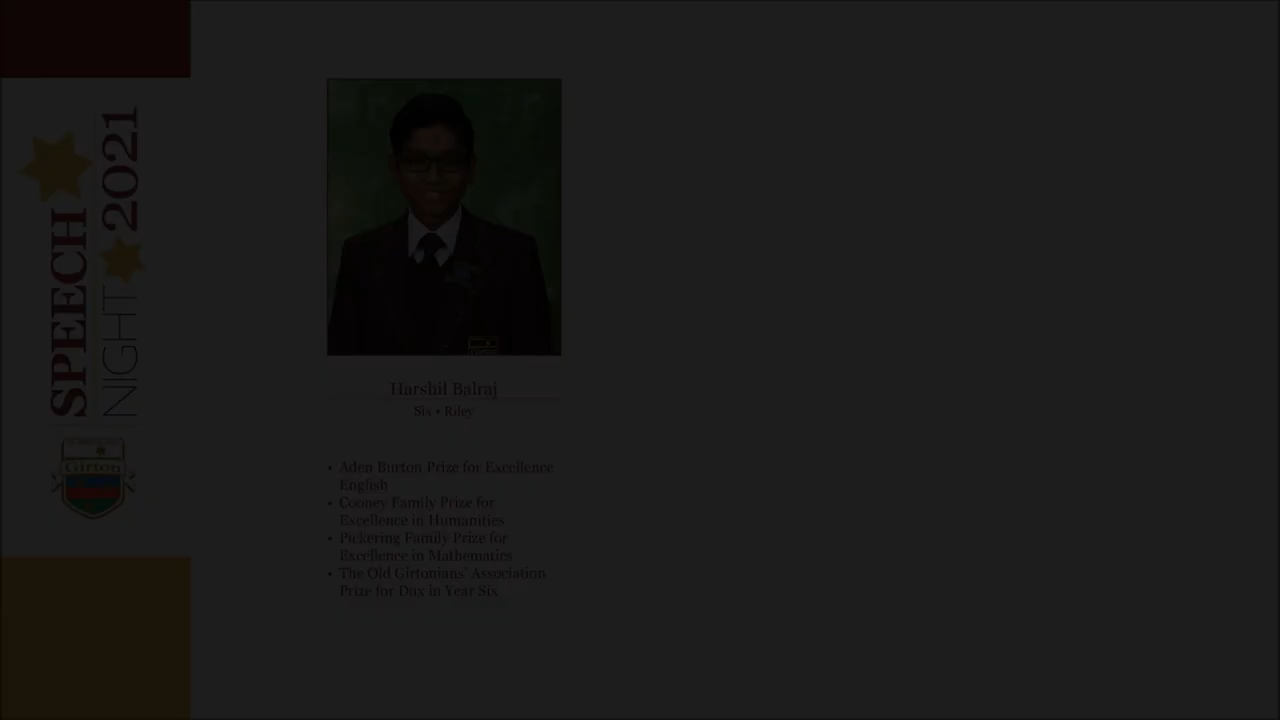 SPEECH
NIGHT 2021
Girton
Harshil Balraj
Six • Riley
• Aden Burton Prize for Excellence
English
• Cooney Family Prize for
Excellence in Humanities
• Pickering Family Prize for
Excellence in Mathematics
• The Old Girtonians' Association
Prize for Dux in Year Six